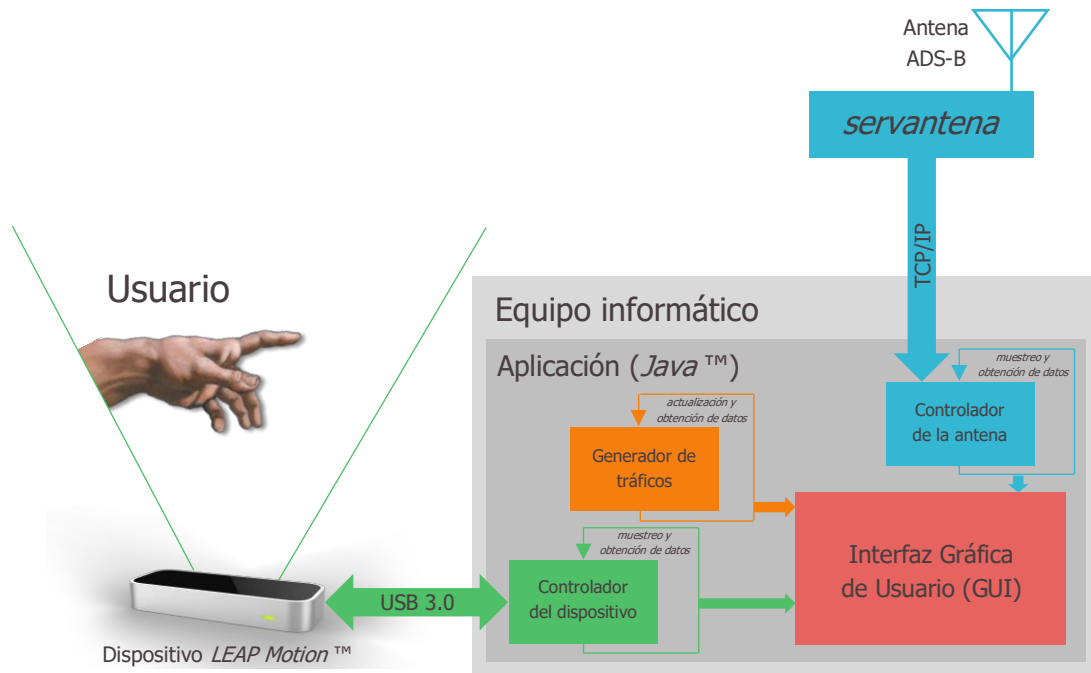 Antena
ADS-B
servantena
TCP/IP
Usuario
Equipo informático
Aplicación (Java ™)
muestreo y
obtención de datos
Controlador
de la antena
actualización y
obtención de datos
Generador de
tráficos
Interfaz Gráfica
de Usuario (GUI)
muestreo y
obtención de datos
Controlador
del dispositivo
USB 3.0
Dispositivo LEAP Motion ™